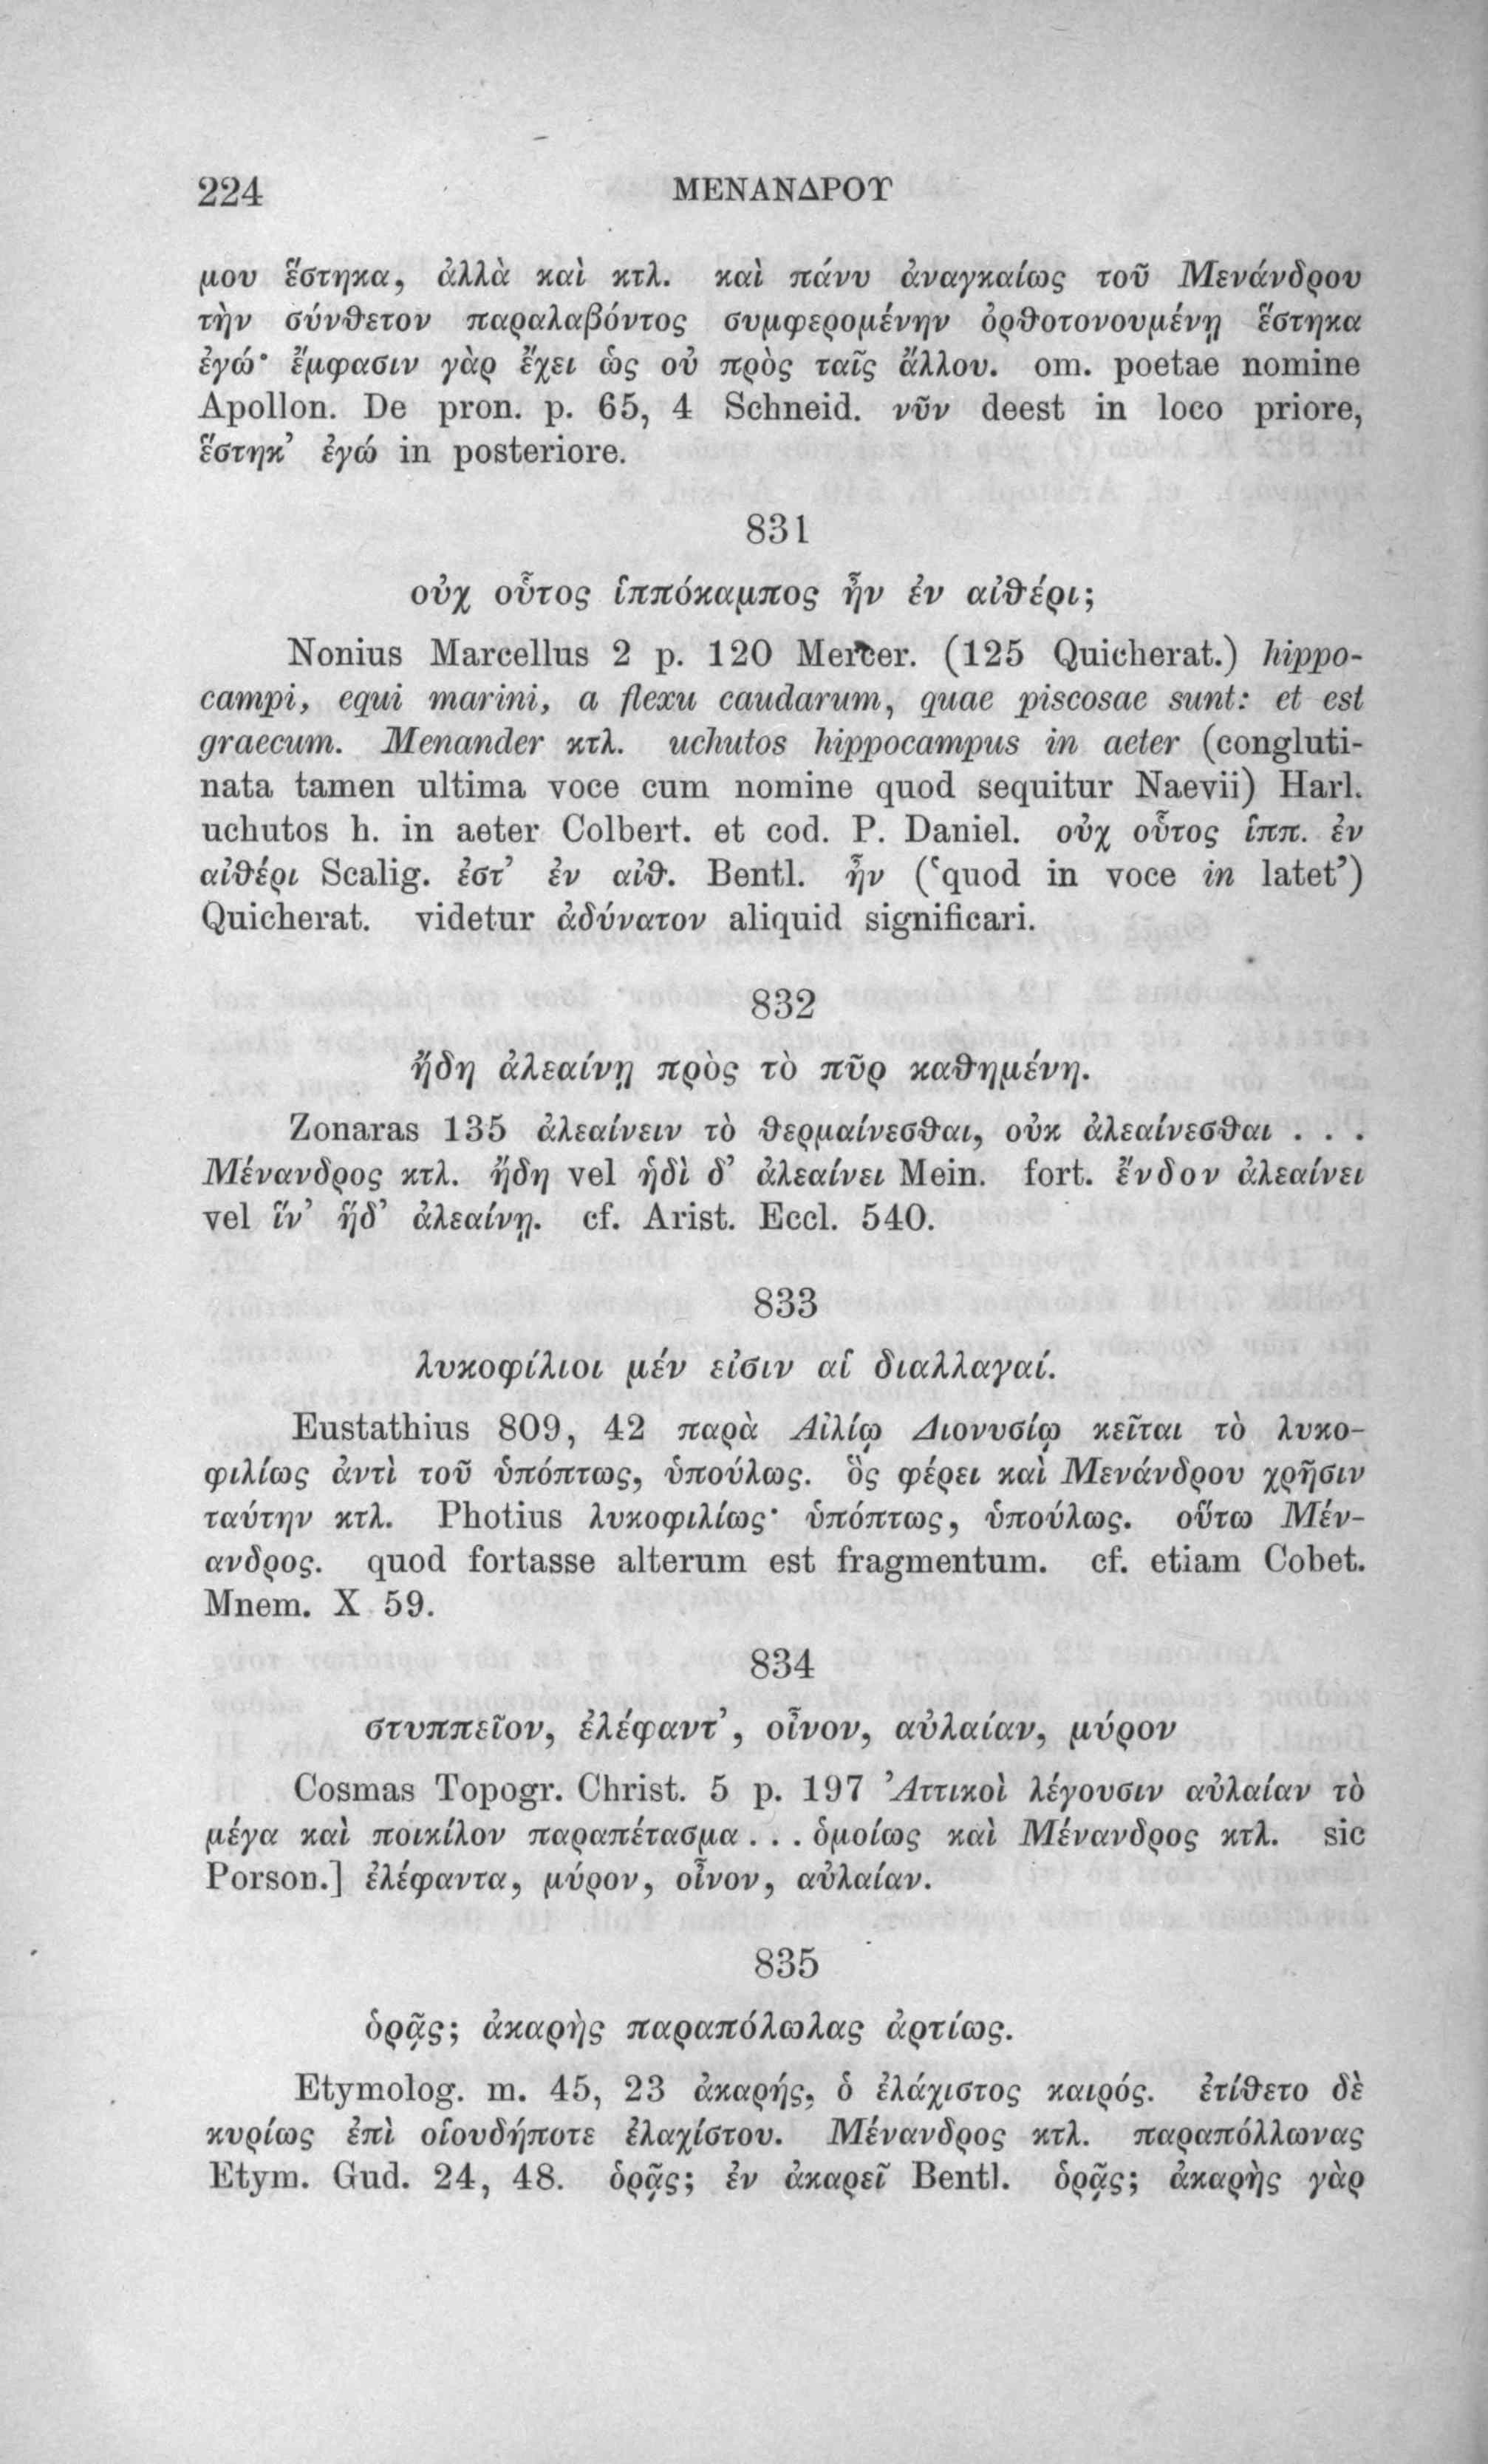 224 ΜΕΝΑΝΔΡΟΥ
μου ἕστηκα, ἀλλὰ καὶ κτλ. καὶ πάνυ ἀναγκαίως τοῦ Μενάνδρου
τὴν σύνθετον παραλαβόντος συμφερομένην ὀρθοτονουμένῃ ἕστηκα
ἐγώ· ἔμφασιν γὰρ ἔχει ὡς οὐ πρὸς ταῖς ἄλλου. om. poetae nomine
Apollon. De pron. p. 65, 4 Schneid. νῦν deest in loco priore,
ἕστηκ’ ἐγώ in posteriore.
831
οὐχ οὗτος ἱππόκαμπος ἦν ἐν αἰθέρι;
Nonius Marcellus 2 p. 120 Mercer. (125 Quicherat.) hippo-
campi, equi marini, a flexu caudarum, quae piscosae sunt: et est
graecum. Menander κτλ. uchutos hippocampus in aeter (congluti-
nata tamen ultima voce cum nomine quod sequitur Naevii) Harl.
uchutos h. in aeter Colbert. et cod. P. Daniel. οὐχ οὗτος ἱππ. ἐν
αἰθέρι Scalig. ἐστ’ ἐν αἰθ. Bentl. ἦν (‘quod in voce in latet’)
Quicherat. videtur ἀδύνατον aliquid significari.
832
ἤδη ἀλεαίνῃ πρὸς τὸ πῦρ καθημένη.
Zonaras 135 ἀλεαίνειν τὸ θερμαίνεσθαι, οὐκ ἀλεαίνεσθαι . . .
Μένανδρος κτλ. ἤδη vel ἡδὶ δ’ ἀλεαίνει Mein. fort. ἔνδον ἀλεαίνει
vel ἵν’ ἥδ’ ἀλεαίνῃ. cf. Arist. Eccl. 540.
833
λυκοφίλιοι μέν εἰσιν αἱ διαλλαγαί.
Eustathius 809, 42 παρὰ Αἰλίῳ Διονυσίῳ κεῖται τὸ λυκο-
φιλίως ἀντὶ τοῦ ὑπόπτως, ὑπούλως. ὃς φέρει καὶ Μενάνδρου χρῆσιν
ταύτην κτλ. Photius λυκοφιλίως· ὑπόπτως, ὑπούλως. οὕτω Μέν-
ανδρος. quod fortasse alterum est fragmentum. cf. etiam Cobet.
Mnem. X 59.
834
στυππεῖον, ἐλέφαντ’, οἶνον, αὐλαίαν, μύρον
Cosmas Topogr. Christ. 5 p. 197 Ἀττικοὶ λέγουσιν αὐλαίαν τὸ
μέγα καὶ ποικίλον παραπέτασμα . . . ὁμοίως καὶ Μένανδρος κτλ. sic
Porson.] ἐλέφαντα, μύρον, οἶνον, αὐλαίαν.
835
ὁρᾷς; ἀκαρὴς παραπόλωλας ἀρτίως.
Etymolog. m. 45, 23 ἀκαρής, ὁ ἐλάχιστος καιρός. ἐτίθετο δὲ
κυρίως ἐπὶ οἱουδήποτε ἐλαχίστου. Μένανδρος κτλ. παραπόλλωνας
Etym. Gud. 24, 48. ὁρᾷς; ἐν ἀκαρεῖ Bentl. ὁρᾷς; ἀκαρὴς γὰρ